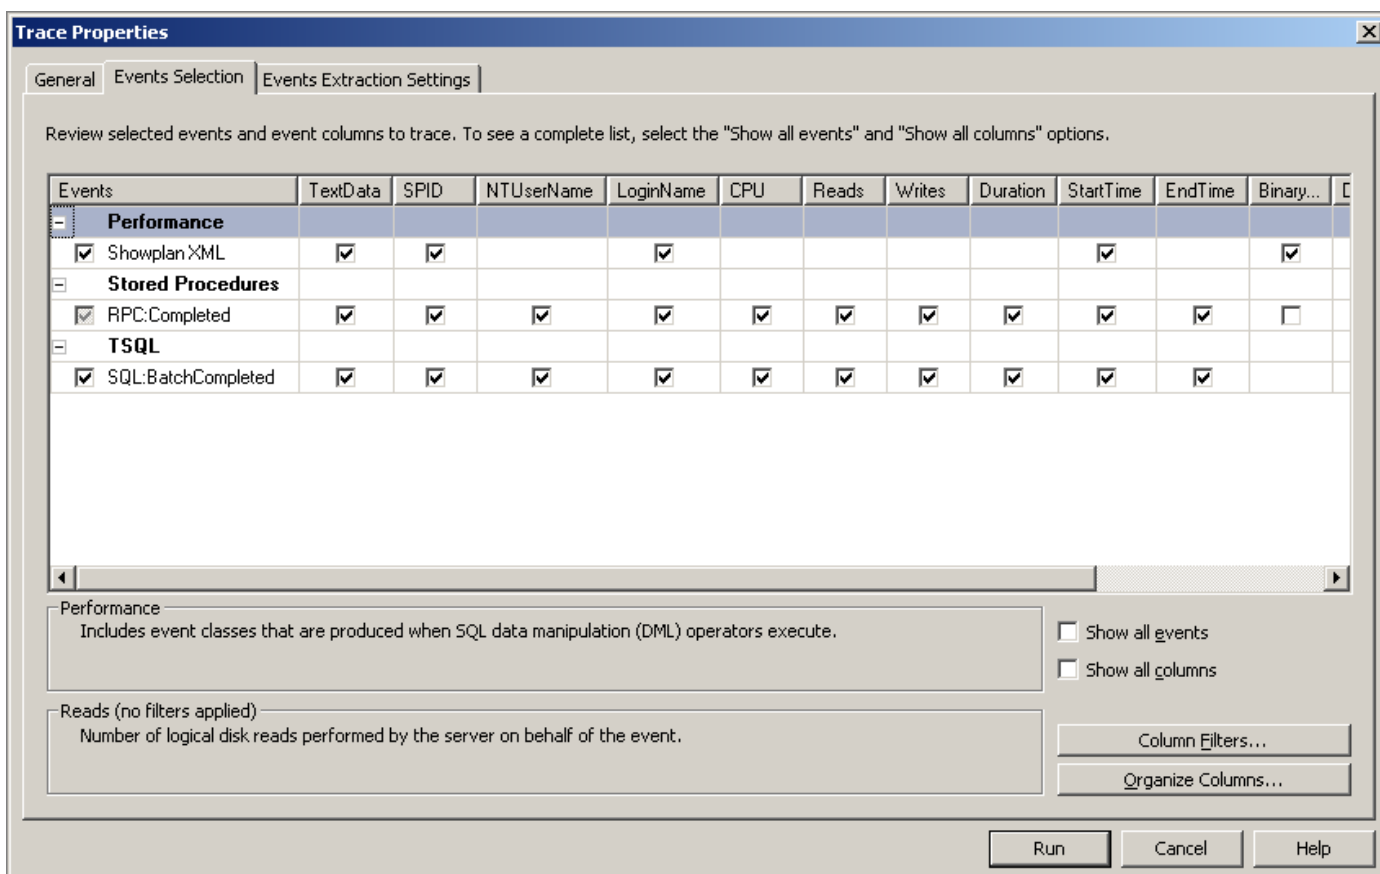 Trace Properties
General Events Selection Events Extraction Settings
Review selected events and event columns to trace. To see a complete list, select the "Show all events" and "Show all columns" options.
Events TextData SPID NTUserName LoginName CPU Reads Writes Duration StartTime EndTime Binary...
Performance
Showplan XML
Stored Procedures
RPC:Completed
TSQL
SQL:BatchCompleted
Performance
Includes event classes that are produced when SQL data manipulation (DML) operators execute.
Show all events
Show all columns
Reads (no filters applied)
Number of logical disk reads performed by the server on behalf of the event.
Column Filters...
Organize Columns...
Run Cancel Help